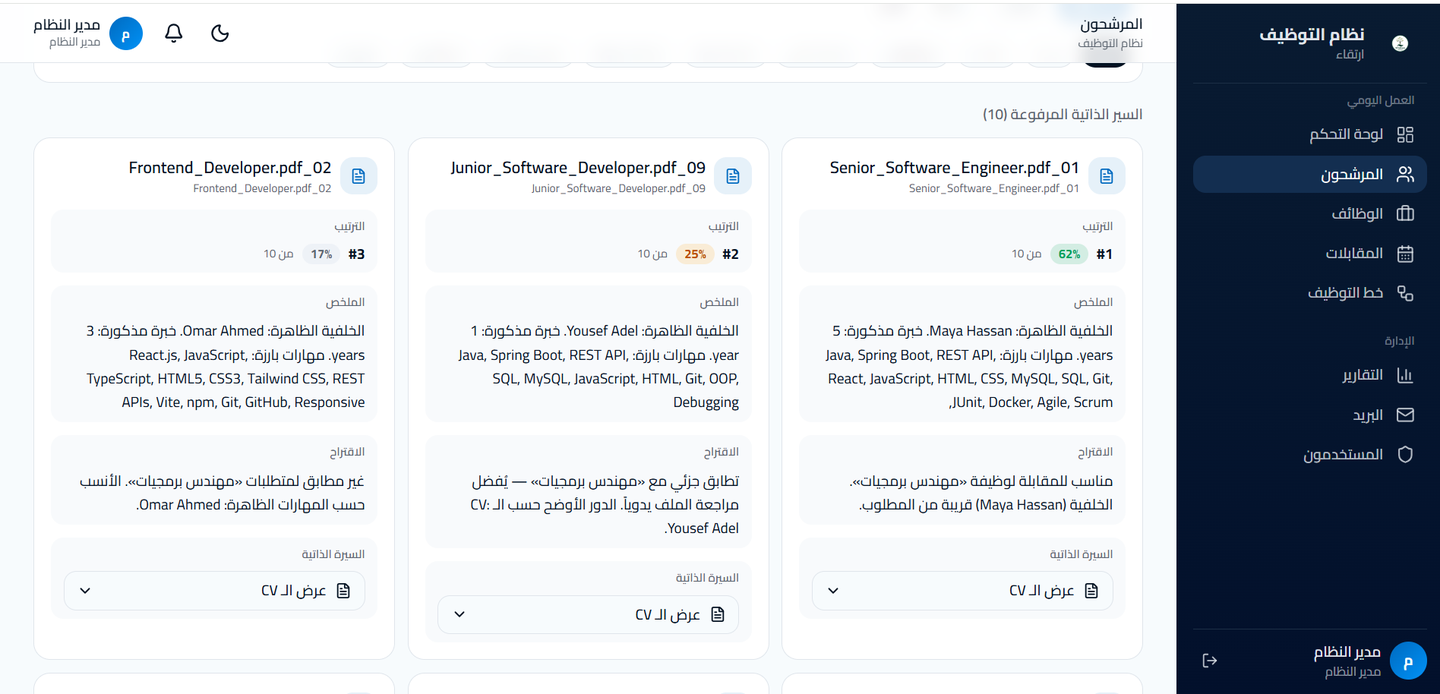 نظام التوظيف
ارتقاء
العمل اليومي
لوحة التحكم
المرشحون
الوظائف
المقابلات
خط التوظيف
الإدارة
التقارير
البريد
المستخدمون
م
مدير النظام
مدير النظام
المرشحون
نظام التوظيف
م
مدير النظام
مدير النظام
السير الذاتية المرفوعة (10)
Senior_Software_Engineer.pdf_01
Senior_Software_Engineer.pdf_01
الترتيب
#1 62% من 10
الملخص
الخلفية الظاهرة: Maya Hassan. خبرة مذكورة: 5
years. مهارات بارزة: Java, Spring Boot, REST API,
React, JavaScript, HTML, CSS, MySQL, SQL, Git,
JUnit, Docker, Agile, Scrum,
الاقتراح
مناسب للمقابلة لوظيفة «مهندس برمجيات».
الخلفية (Maya Hassan) قريبة من المطلوب.
السيرة الذاتية
عرض الـ CV
Junior_Software_Developer.pdf_09
Junior_Software_Developer.pdf_09
الترتيب
#2 25% من 10
الملخص
الخلفية الظاهرة: Yousef Adel. خبرة مذكورة: 1
year. مهارات بارزة: Java, Spring Boot, REST API,
SQL, MySQL, JavaScript, HTML, Git, OOP,
Debugging
الاقتراح
تطابق جزئي مع «مهندس برمجيات» — يُفضل
مراجعة الملف يدوياً. الدور الأوضح حسب الـ CV:
Yousef Adel.
السيرة الذاتية
عرض الـ CV
Frontend_Developer.pdf_02
Frontend_Developer.pdf_02
الترتيب
#3 17% من 10
الملخص
الخلفية الظاهرة: Omar Ahmed. خبرة مذكورة: 3
years. مهارات بارزة: React.js, JavaScript,
TypeScript, HTML5, CSS3, Tailwind CSS, REST
APIs, Vite, npm, Git, GitHub, Responsive
الاقتراح
غير مطابق لمتطلبات «مهندس برمجيات». الأنسب
حسب المهارات الظاهرة: Omar Ahmed.
السيرة الذاتية
عرض الـ CV